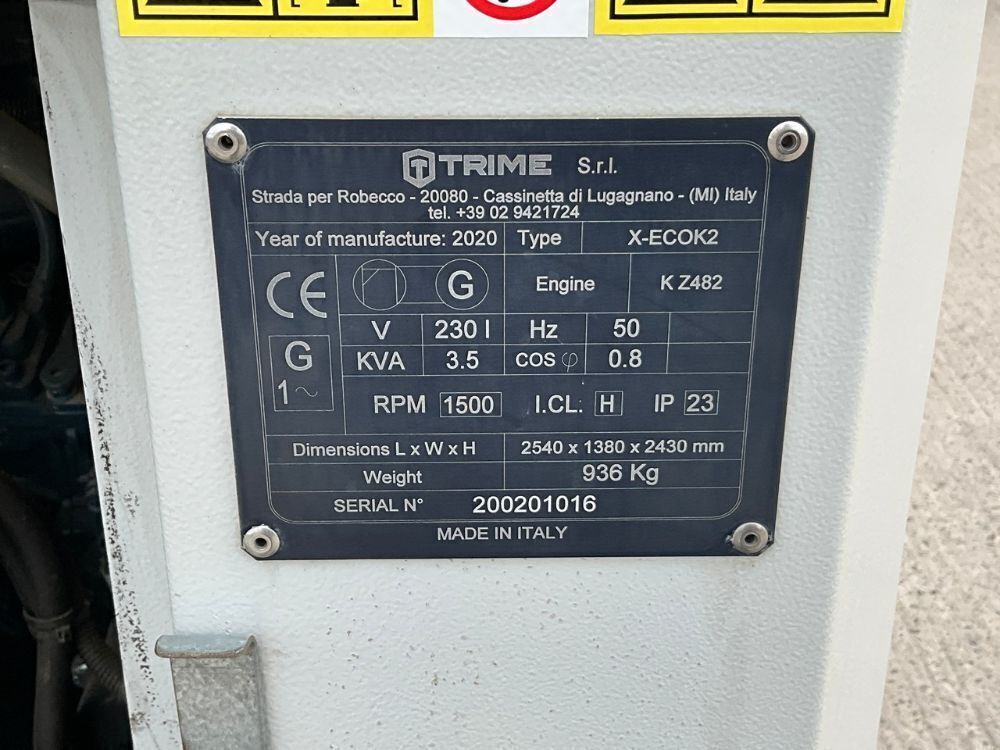 TRIME S.r.l.
Strada per Robecco - 20080 - Cassinetta di Lugagnano - (MI) Italy
tel. +39 02 9421724
Year of manufacture: 2020 Type X-ECOK2
CE G Engine K Z482
V 230 I Hz 50
G KVA 3.5 COS φ 0.8
1~
RPM 1500 I.CL: H IP 23
Dimensions L x W x H 2540 x 1380 x 2430 mm
Weight 936 Kg
SERIAL N° 200201016
MADE IN ITALY